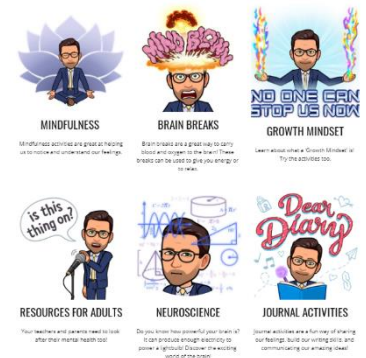 MIND BLOWN
NO ONE CAN
STOP US NOW
MINDFULNESS
Mindfulness activities are great at helping
us to notice and understand our feelings.
BRAIN BREAKS
Brain breaks are a great way to carry
blood and oxygen to the brain! These
breaks can be used to give you energy or
to relax.
GROWTH MINDSET
Learn about what a 'Growth Mindset' is!
Try the activities too.
is this
thing on?
Dear
Diary
RESOURCES FOR ADULTS
Your teachers and parents need to look
after their mental health too!
NEUROSCIENCE
Do you know how powerful your brain is?
It can produce enough electricity to
power a lightbulb! Discover the exciting
world of the brain!
JOURNAL ACTIVITIES
Journal activities are a fun way of sharing
our feelings, build our writing skills, and
communicating our amazing ideas!